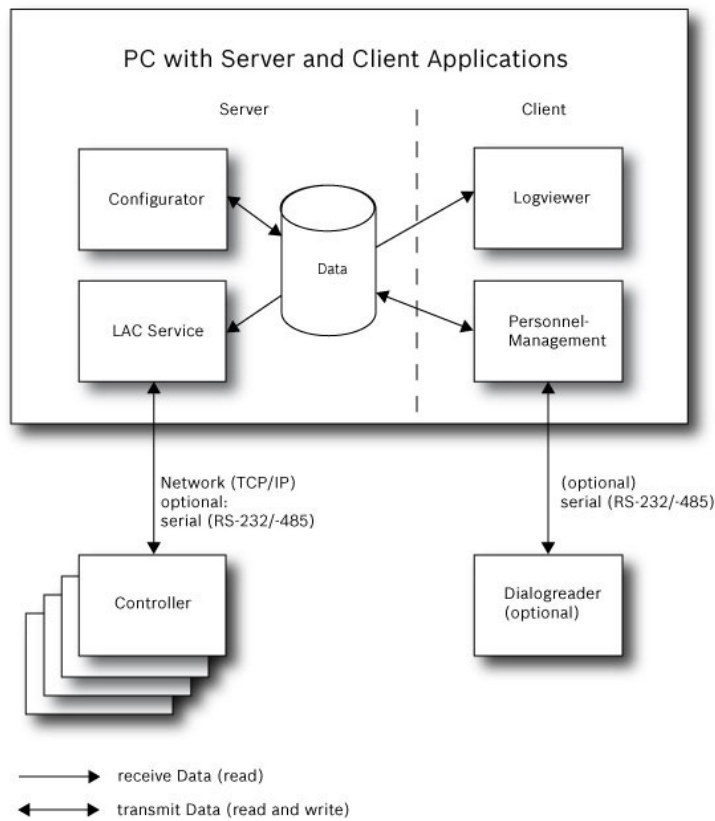 PC with Server and Client Applications
Server
Client
Configurator
Logviewer
Data
LAC Service
Personnel-
Management
Network (TCP/IP)
optional:
serial (RS-232/-485)
(optional)
serial (RS-232/-485)
Controller
Dialogreader
(optional)
receive Data (read)
transmit Data (read and write)